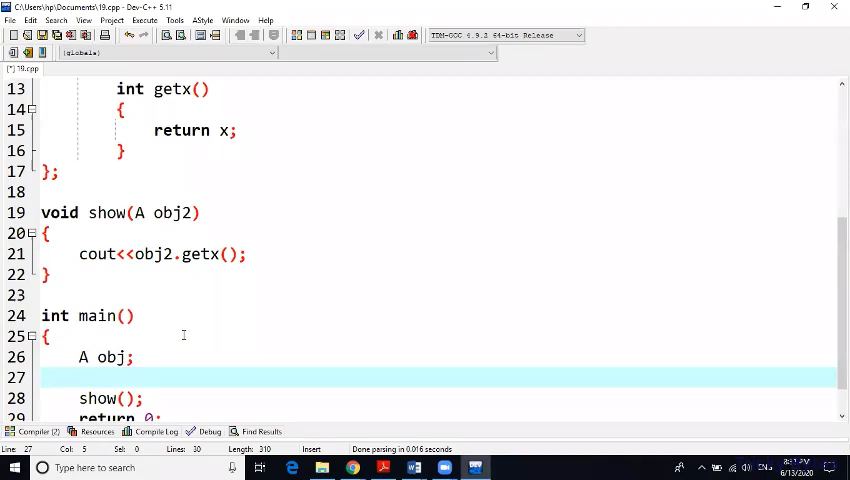 C:\Users\hp\Documents\19.cpp - Dev-C++ 5.11
File Edit Search View Project Execute Tools AStyle Window Help
TDM-GCC 4.9.2 64-bit Release
(globals)
[*] 19.cpp
13 int getx()
14 {
15 return x;
16 }
17 };
18
19 void show(A obj2)
20 {
21 cout<<obj2.getx();
22 }
23
24 int main()
25 {
26 A obj;
27
28 show();
29 return 0;
Compiler (2) Resources Compile Log Debug Find Results
Line: 27 Col: 5 Sel: 0 Lines: 30 Length: 310 Insert Done parsing in 0.016 seconds
Type here to search
ENG
6/13/2020